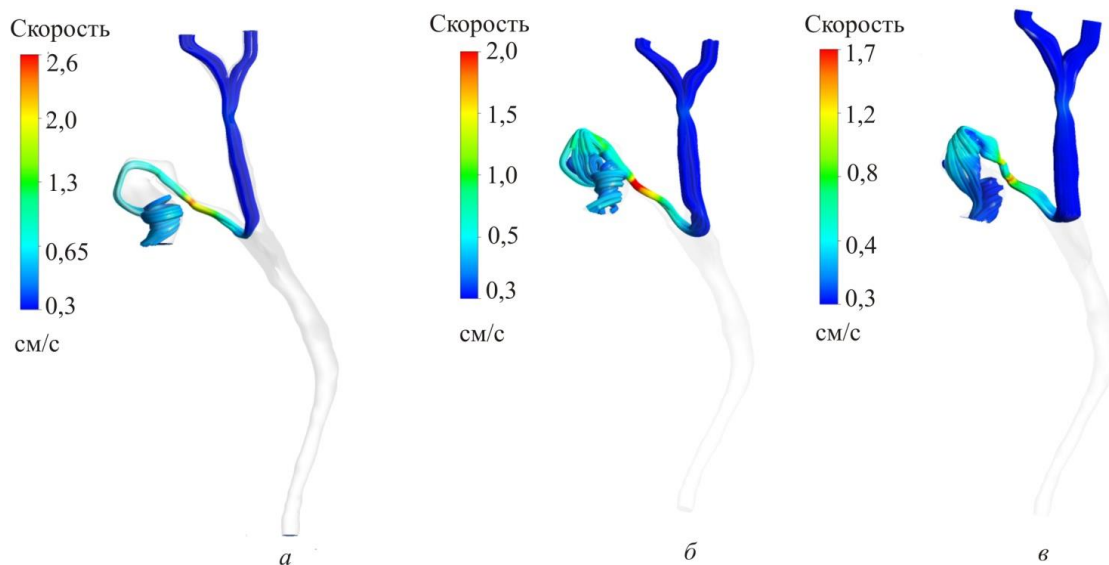 Скорость
2,6
2,0
1,3
0,65
0,3
см/с
а
Скорость
2,0
1,5
1,0
0,5
0,3
см/с
б
Скорость
1,7
1,2
0,8
0,4
0,3
см/с
в